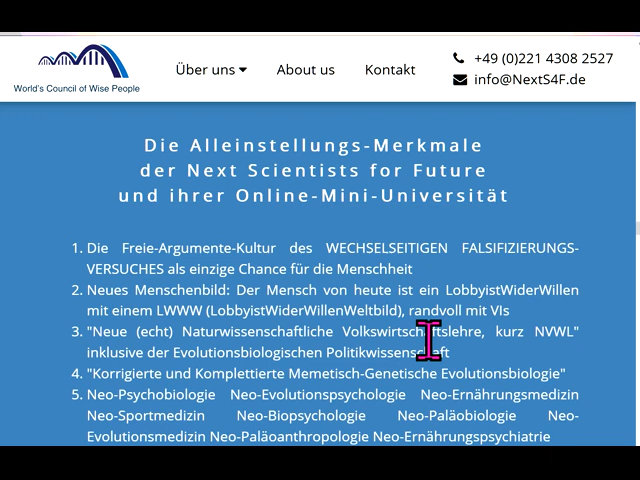 World's Council of Wise People
Über uns
About us
Kontakt
+49 (0)221 4308 2527
info@NextS4F.de
Die Alleinstellungs-Merkmale
der Next Scientists for Future
und ihrer Online-Mini-Universität
1. Die Freie-Argumente-Kultur des WECHSELSEITIGEN FALSIFIZIERUNGS-
VERSUCHES als einzige Chance für die Menschheit
2. Neues Menschenbild: Der Mensch von heute ist ein LobbyistWiderWillen
mit einem LWWW (LobbyistWiderWillenWeltbild), randvoll mit VIs
3. "Neue (echt) Naturwissenschaftliche Volkswirtschaftslehre, kurz NVWL"
inklusive der Evolutionsbiologischen Politikwissenschaft
4. "Korrigierte und Komplettierte Memetisch-Genetische Evolutionsbiologie"
5. Neo-Psychobiologie Neo-Evolutionspsychologie Neo-Ernährungsmedizin
Neo-Sportmedizin Neo-Biopsychologie Neo-Paläobiologie Neo-
Evolutionsmedizin Neo-Paläoanthropologie Neo-Ernährungspsychiatrie